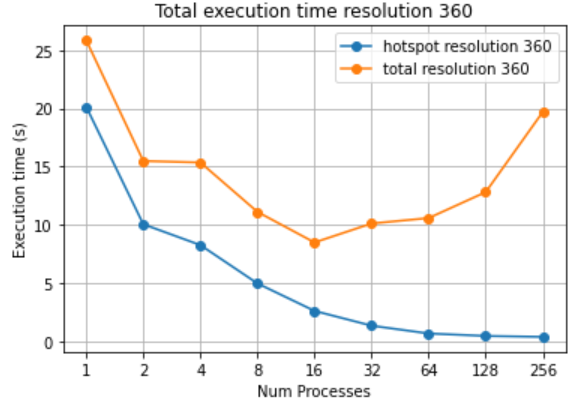 Total execution time resolution 360
hotspot resolution 360
total resolution 360
Execution time (s)
25
20
15
10
5
0
1 2 4 8 16 32 64 128 256
Num Processes